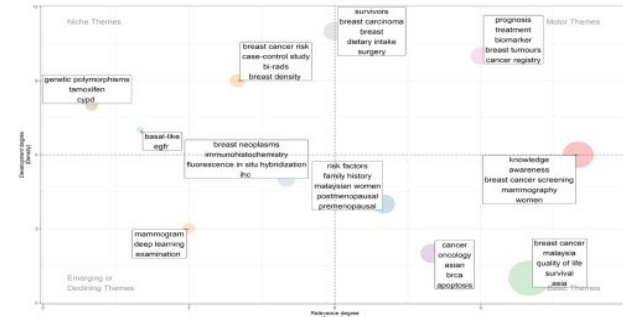 survivors
breast carcinoma
breast
dietary intake
surgery
Niche Themes
Motor Themes
prognosis
treatment
biomarker
breast tumours
cancer registry
breast cancer risk
case-control study
bi-rads
breast density
genetic polymorphisms
tamoxifen
cypd
basal-like
egfr
breast neoplasms
immunohistochemistry
fluorescence in situ hybridization
ihc
risk factors
family history
malaysian women
postmenopausal
premenopausal
knowledge
awareness
breast cancer screening
mammography
women
mammogram
deep learning
examination
cancer
oncology
asian
brca
apoptosis
breast cancer
malaysia
quality of life
survival
asia
Emerging or
Declining Themes
Basic Themes
Development degree
(Density)
Relevance degree